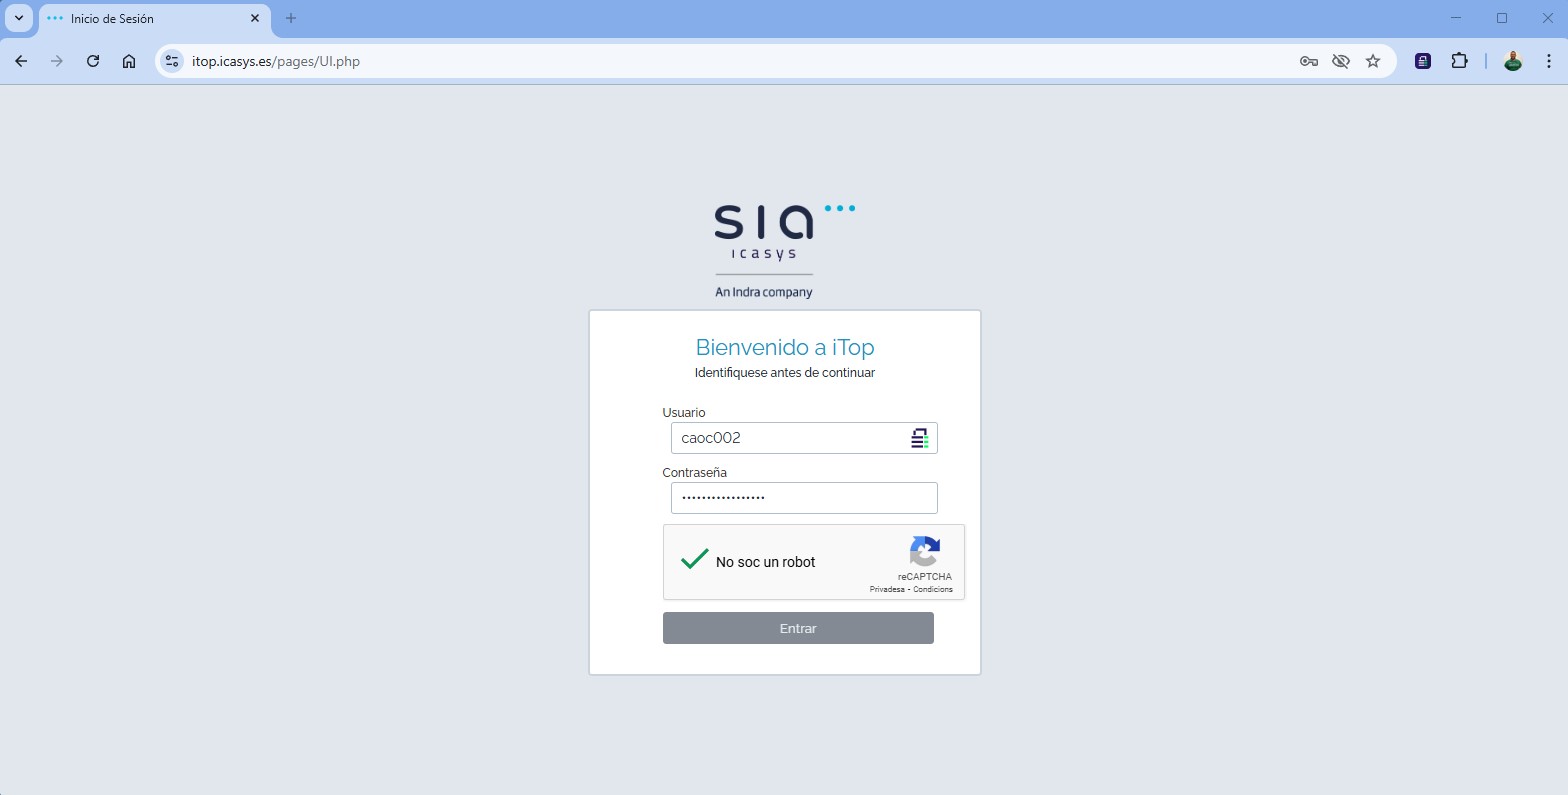 Inicio de Sesión
itop.icasys.es/pages/UI.php
sia
icasys
An Indra company
Bienvenido a iTop
Identifiquese antes de continuar
Usuario
caoc002
Contraseña
•••••••••••••••••
No soc un robot
reCAPTCHA
Privadesa - Condicions
Entrar